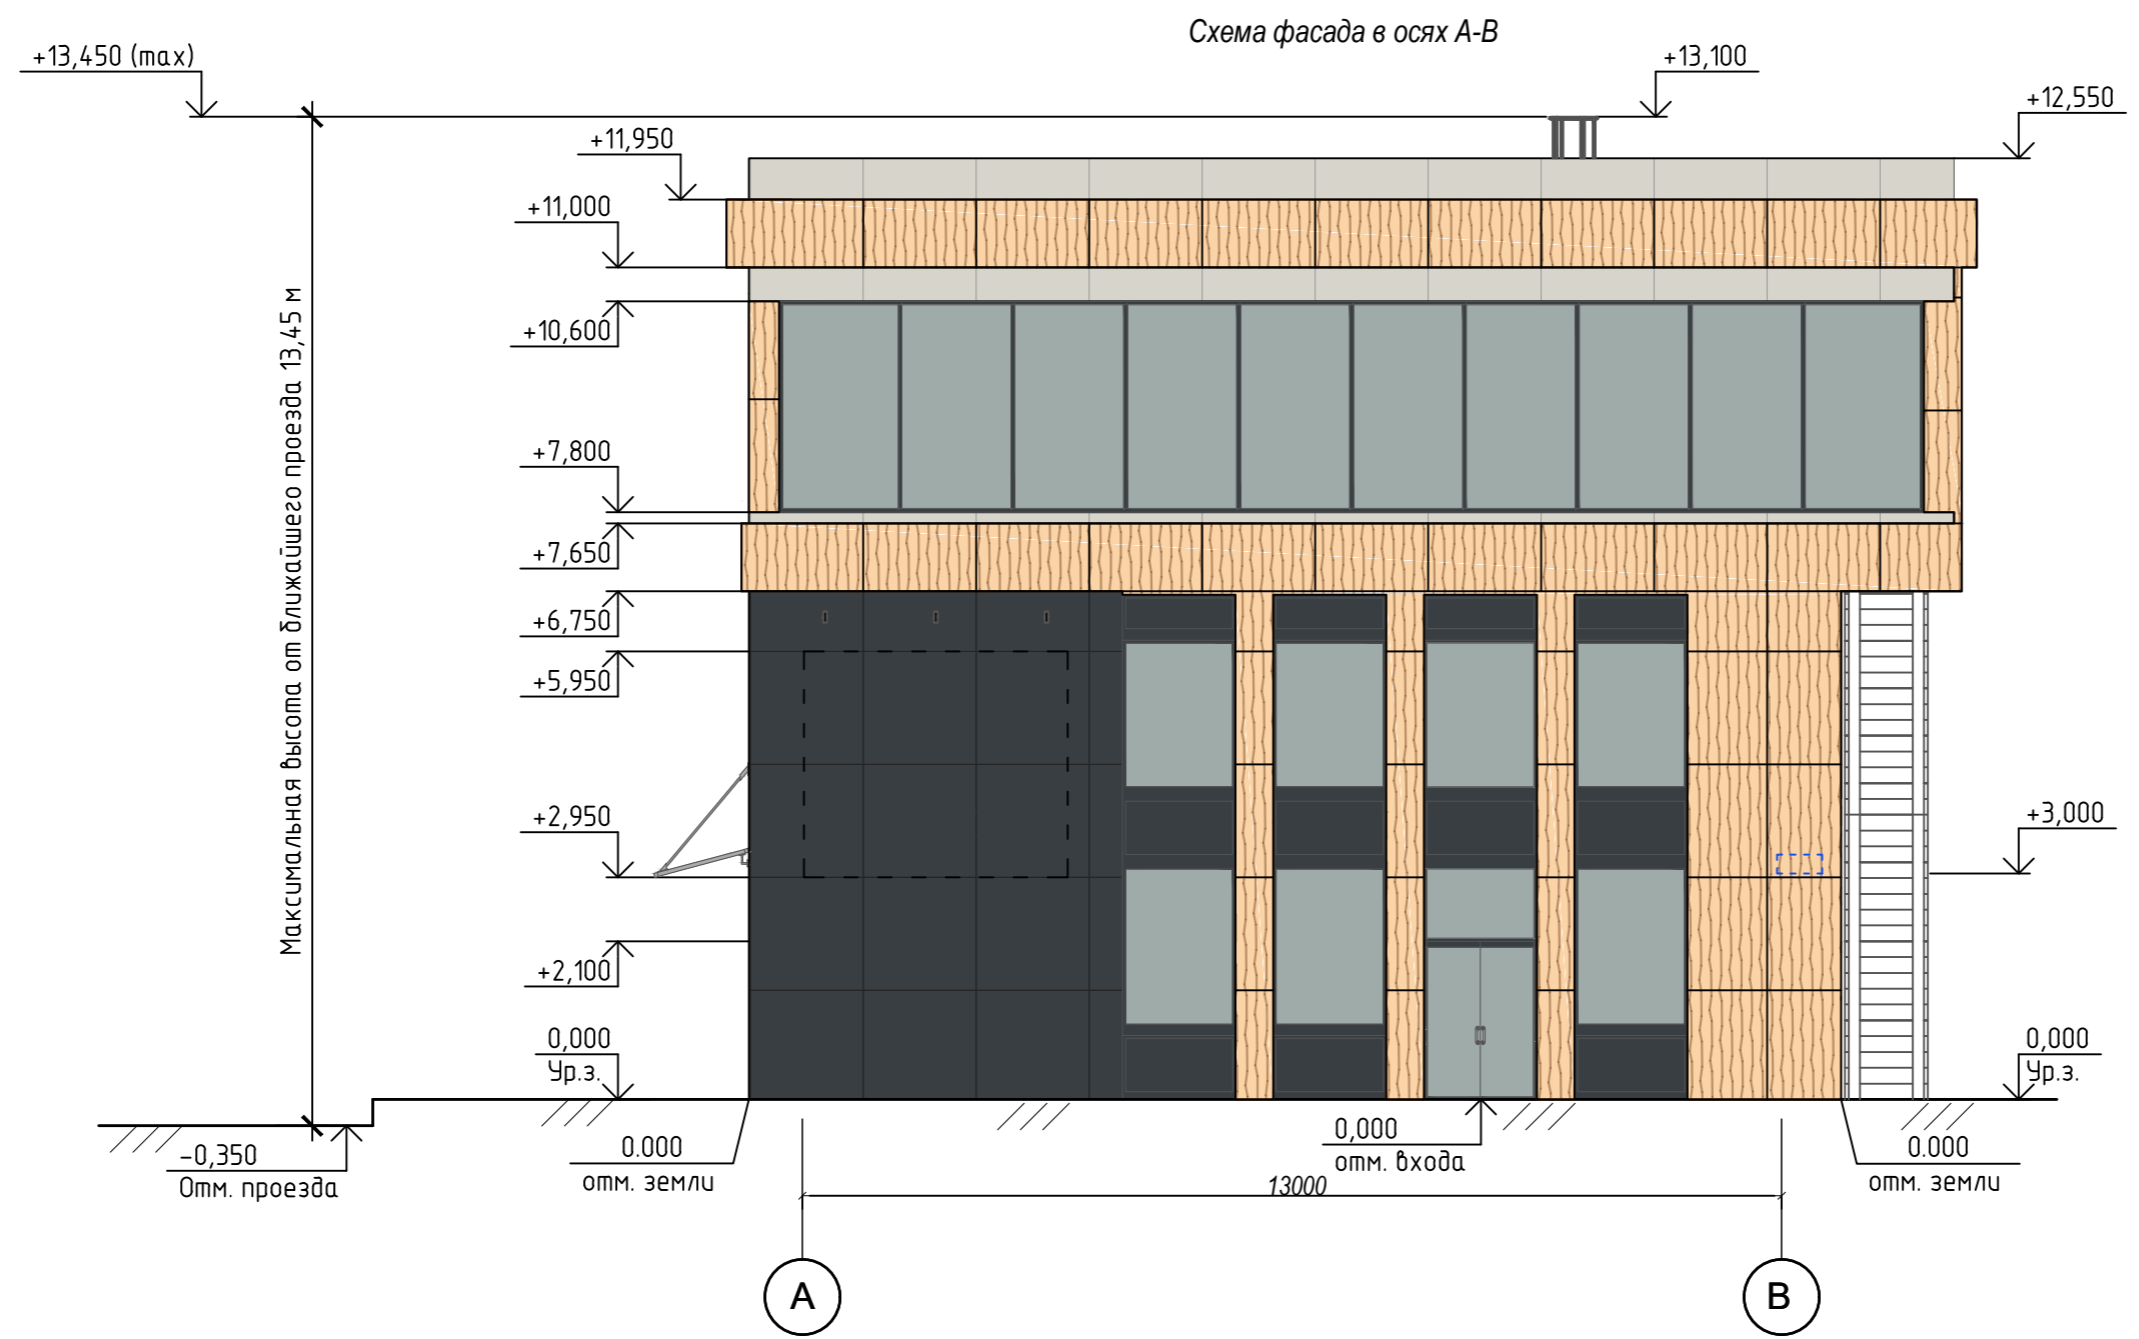 Схема фасада в осях А-В
+13,450 (max)
+13,100
+12,550
+11,950
+11,000
+10,600
+7,800
+7,650
+6,750
+5,950
+2,950
+3,000
+2,100
0,000
Ур.з.
0,000
Ур.з.
Максимальная высота от ближайшего проезда 13,45 м
-0,350
Отм. проезда
0.000
отм. земли
0,000
отм. входа
0.000
отм. земли
13000
А
В